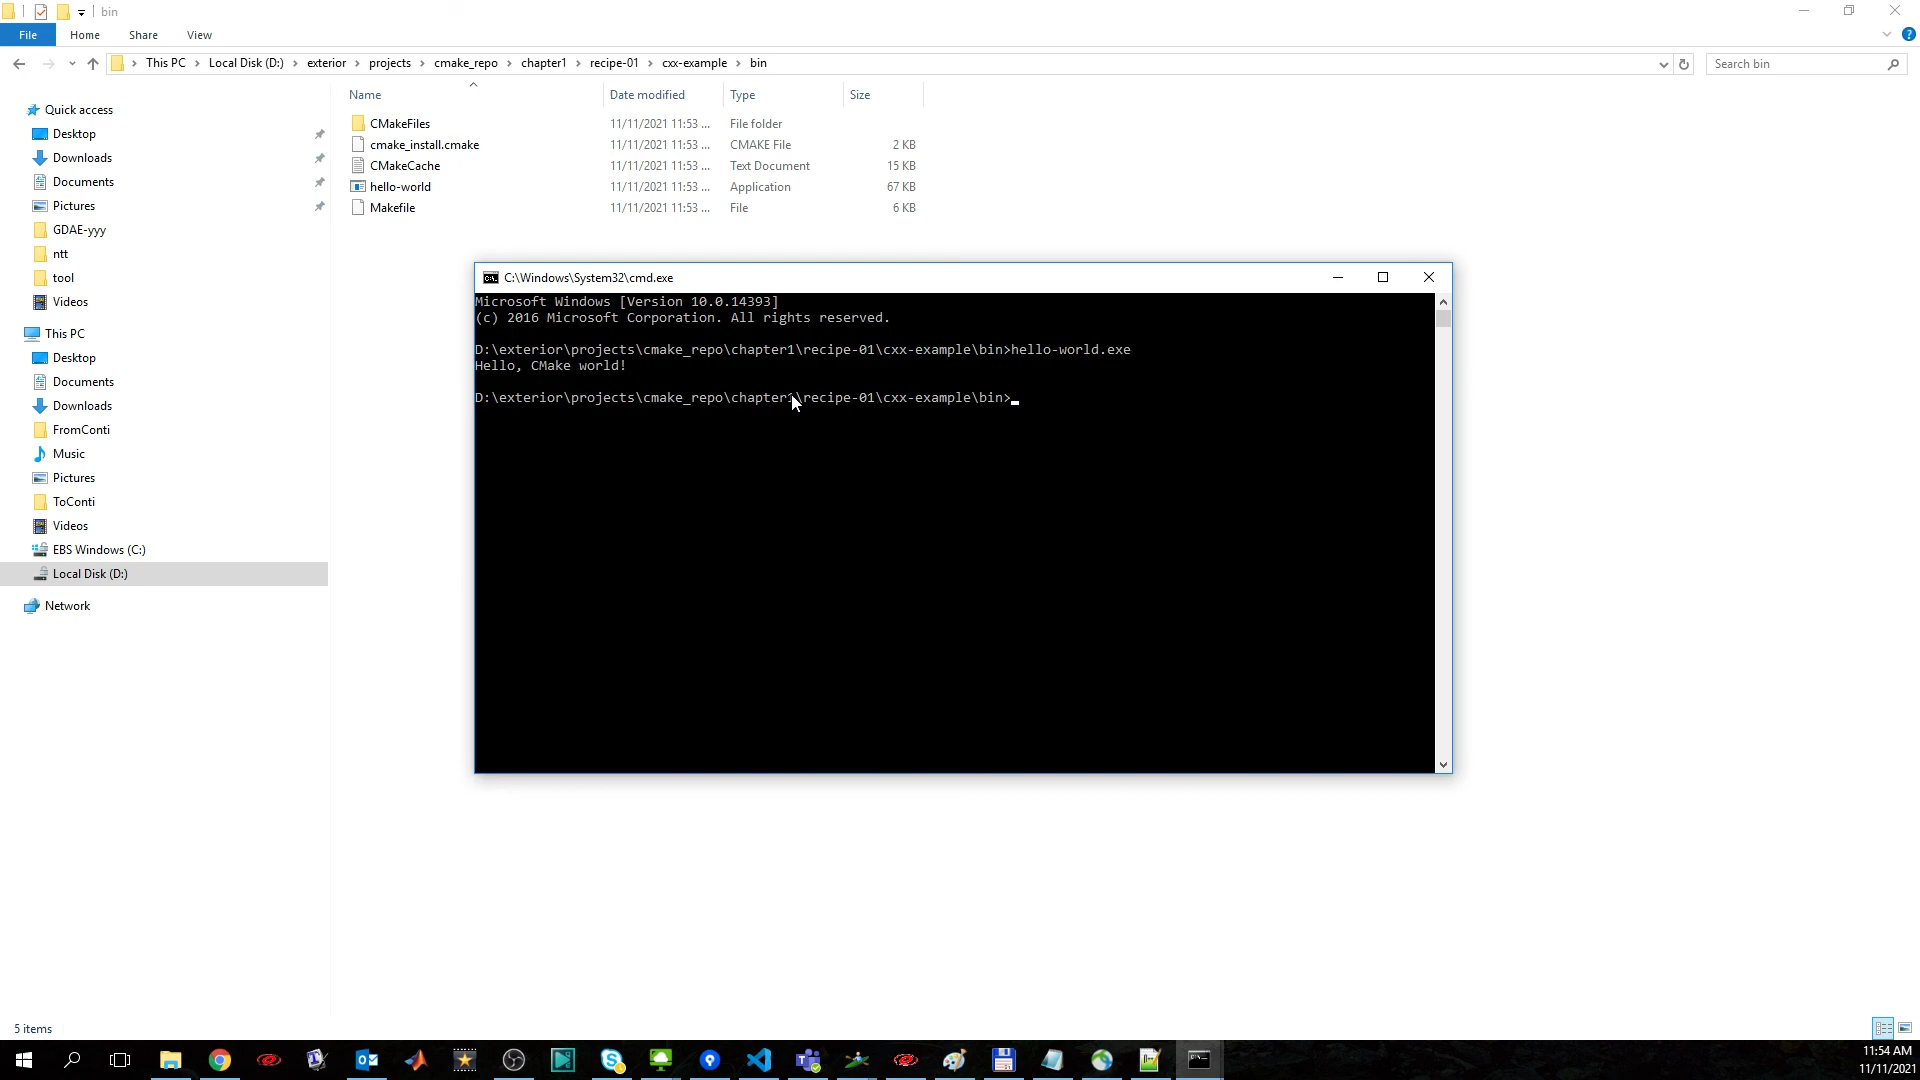 bin
File Home Share View
This PC Local Disk (D:) exterior projects cmake_repo chapter1 recipe-01 cxx-example bin
Search bin
Name Date modified Type Size
CMakeFiles 11/11/2021 11:53 ... File folder
cmake_install.cmake 11/11/2021 11:53 ... CMAKE File 2 KB
CMakeCache 11/11/2021 11:53 ... Text Document 15 KB
hello-world 11/11/2021 11:53 ... Application 67 KB
Makefile 11/11/2021 11:53 ... File 6 KB
Quick access
Desktop
Downloads
Documents
Pictures
GDAE-yyy
ntt
tool
Videos
This PC
Desktop
Documents
Downloads
FromConti
Music
Pictures
ToConti
Videos
EBS Windows (C:)
Local Disk (D:)
Network
C:\Windows\System32\cmd.exe
Microsoft Windows [Version 10.0.14393]
(c) 2016 Microsoft Corporation. All rights reserved.
D:\exterior\projects\cmake_repo\chapter1\recipe-01\cxx-example\bin>hello-world.exe
Hello, CMake world!
D:\exterior\projects\cmake_repo\chapter1\recipe-01\cxx-example\bin>
5 items
11:54 AM
11/11/2021